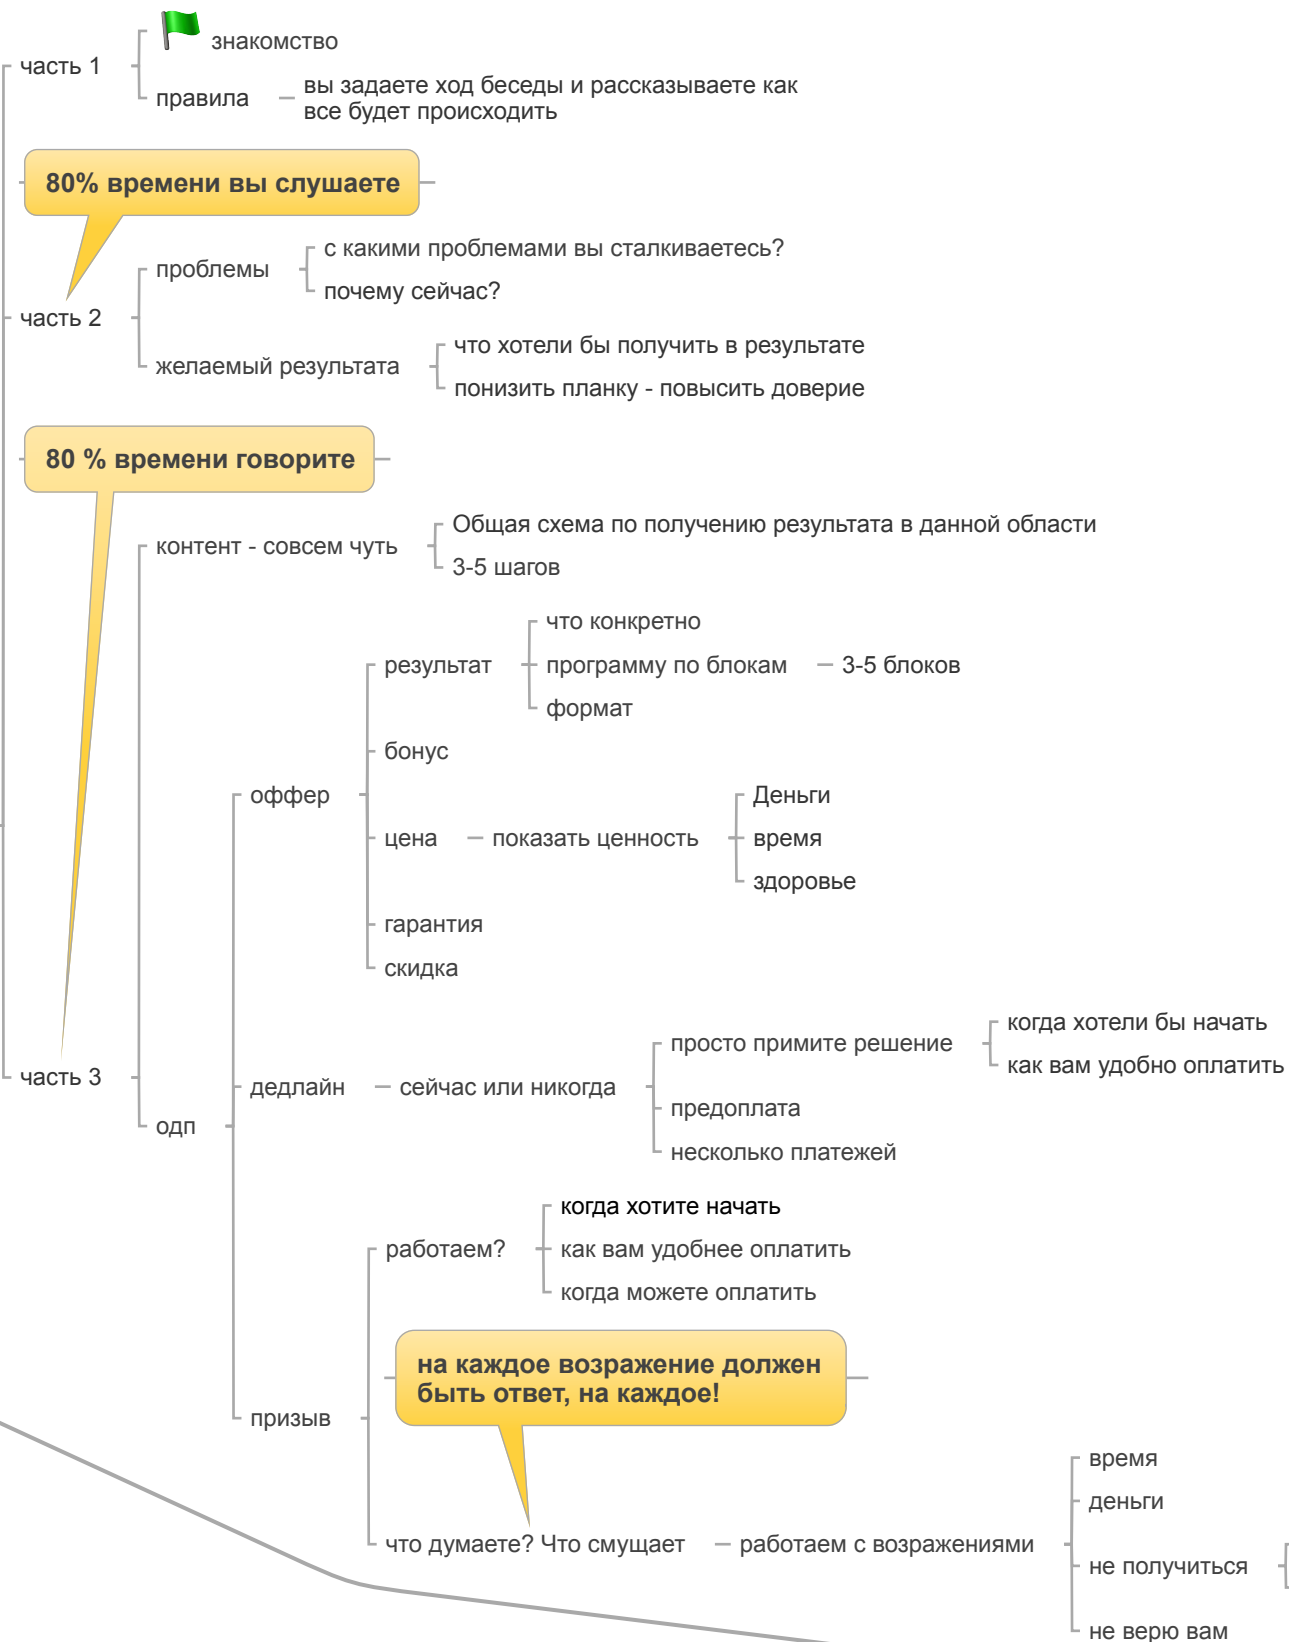 знакомство
часть 1
правила
вы задаете ход беседы и рассказываете как
все будет происходить
80% времени вы слушаете
с какими проблемами вы сталкиваетесь?
проблемы
почему сейчас?
часть 2
что хотели бы получить в результате
желаемый результата
понизить планку - повысить доверие
80 % времени говорите
Общая схема по получению результата в данной области
контент - совсем чуть
3-5 шагов
что конкретно
результат
программу по блокам
3-5 блоков
формат
бонус
оффер
Деньги
цена
показать ценность
время
здоровье
гарантия
скидка
когда хотели бы начать
просто примите решение
как вам удобно оплатить
часть 3
дедлайн
сейчас или никогда
предоплата
одп
несколько платежей
когда хотите начать
работаем?
как вам удобнее оплатить
когда можете оплатить
на каждое возражение должен
быть ответ, на каждое!
призыв
время
деньги
что думаете? Что смущает
работаем с возражениями
не получиться
не верю вам